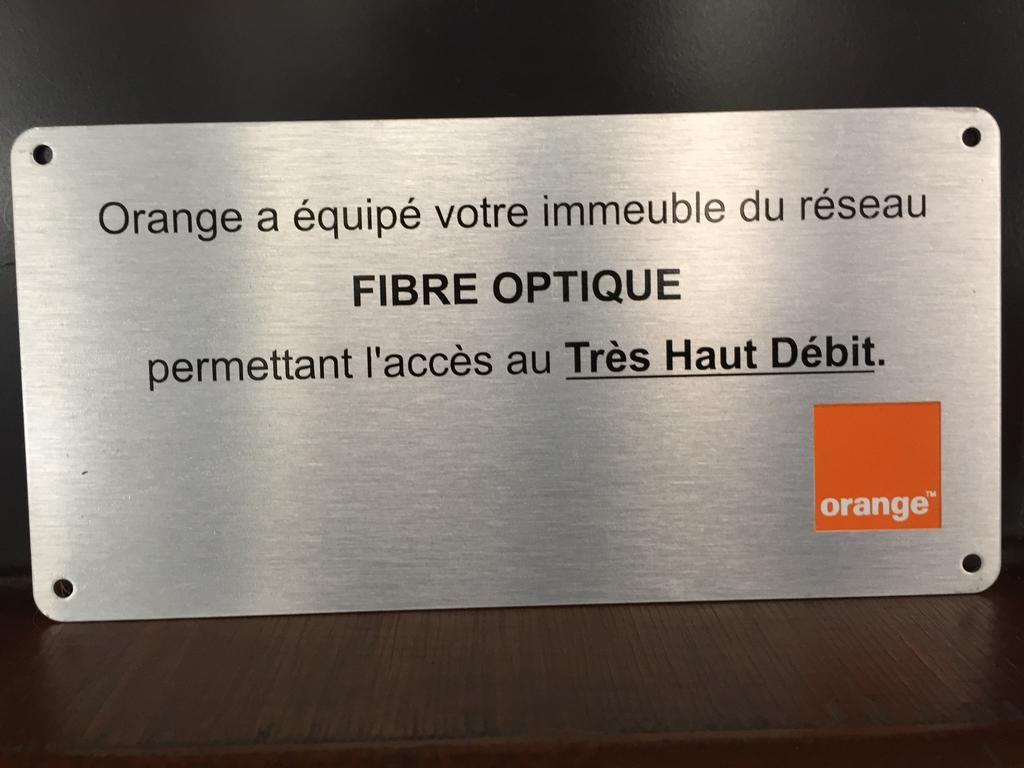 Orange a équipé votre immeuble du réseau
FIBRE OPTIQUE
permettant l'accès au Très Haut Débit.
orange™